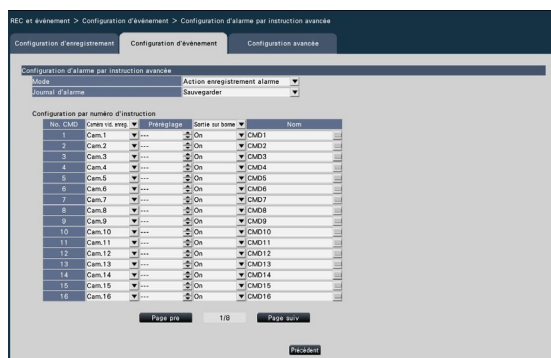 REC et événement > Configuration d'évènement > Configuration d'alarme par instruction avancée
Configuration d'enregistrement Configuration d'évènement Configuration avancée
Configuration d'alarme par instruction avancée
Mode Action enregistrement alarme
Journal d'alarme Sauvegarder
Configuration par numéro d'instruction
No. CMD Caméra vid. enreg. Préréglage Sortie sur borne Nom
1 Cam.1 --- On CMD1
2 Cam.2 --- On CMD2
3 Cam.3 --- On CMD3
4 Cam.4 --- On CMD4
5 Cam.5 --- On CMD5
6 Cam.6 --- On CMD6
7 Cam.7 --- On CMD7
8 Cam.8 --- On CMD8
9 Cam.9 --- On CMD9
10 Cam.10 --- On CMD10
11 Cam.11 --- On CMD11
12 Cam.12 --- On CMD12
13 Cam.13 --- On CMD13
14 Cam.14 --- On CMD14
15 Cam.15 --- On CMD15
16 Cam.16 --- On CMD16
Page pre 1/8 Page suiv
Précédent